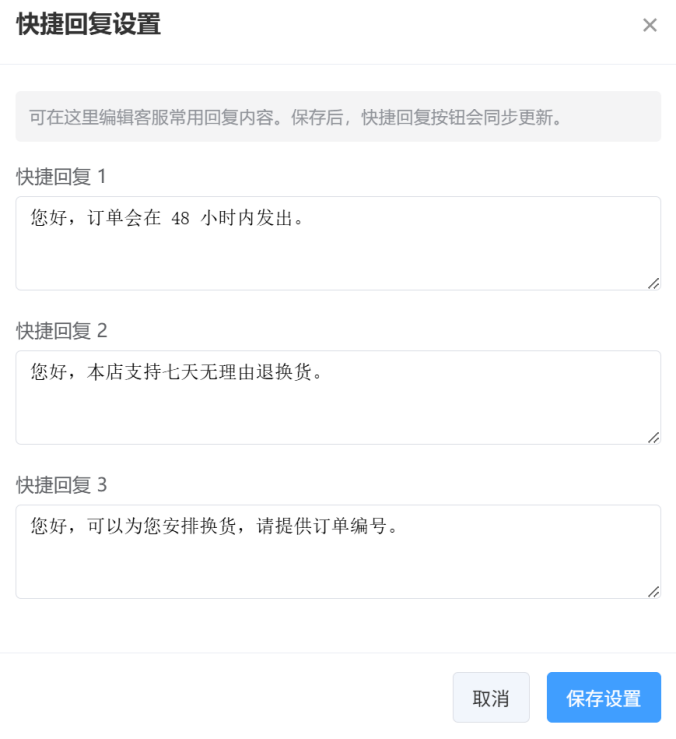 快捷回复设置
可在这里编辑客服常用回复内容。保存后，快捷回复按钮会同步更新。
快捷回复 1
您好，订单会在 48 小时内发出。
快捷回复 2
您好，本店支持七天无理由退换货。
快捷回复 3
您好，可以为您安排换货，请提供订单编号。
取消
保存设置